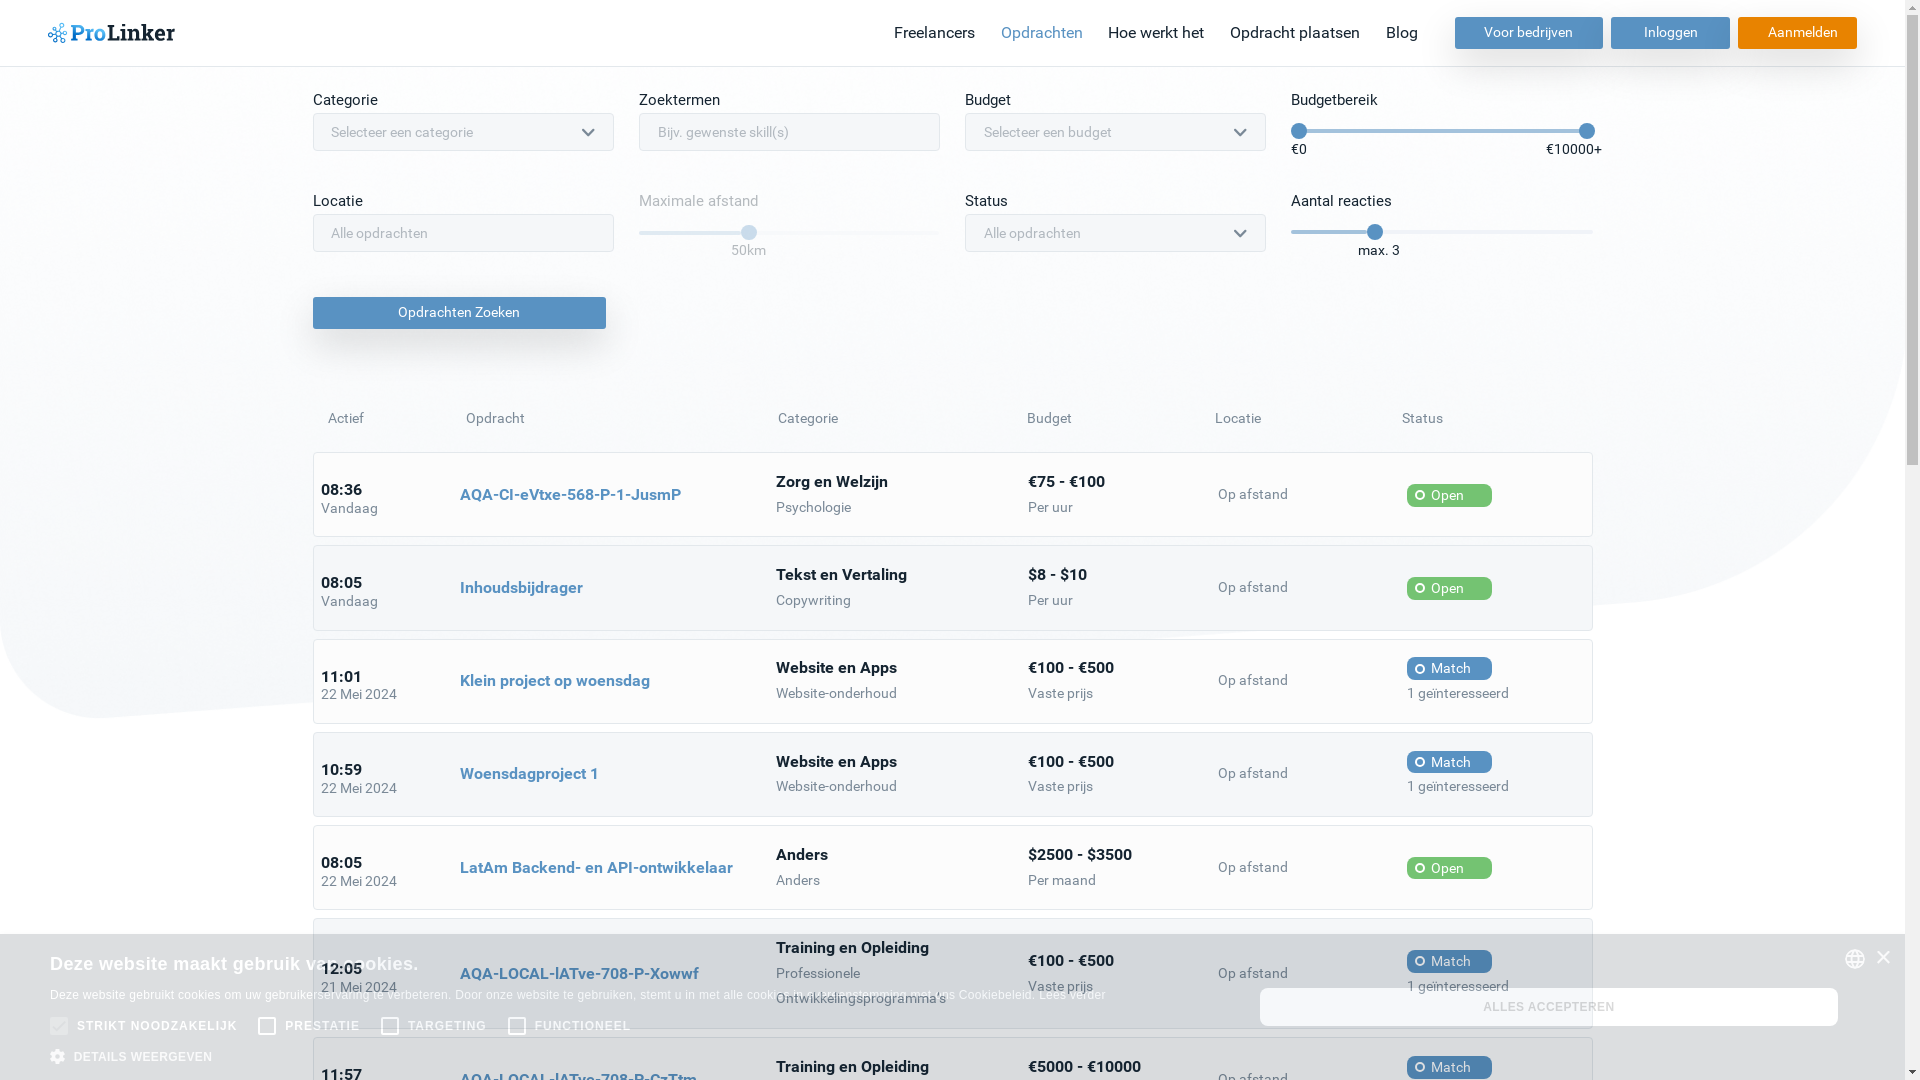 ProLinker
Freelancers Opdrachten Hoe werkt het Opdracht plaatsen Blog Voor bedrijven Inloggen Aanmelden
Categorie Zoektermen Budget Budgetbereik
Selecteer een categorie Bijv. gewenste skill(s) Selecteer een budget
€0 €10000+
Locatie Maximale afstand Status Aantal reacties
Alle opdrachten Alle opdrachten
50km max. 3
Opdrachten Zoeken
Actief Opdracht Categorie Budget Locatie Status
08:36 Vandaag
AQA-CI-eVtxe-568-P-1-JusmP
Zorg en Welzijn
Psychologie
€75 - €100
Per uur
Op afstand
Open
08:05 Vandaag
Inhoudsbijdrager
Tekst en Vertaling
Copywriting
$8 - $10
Per uur
Op afstand
Open
11:01
22 Mei 2024
Klein project op woensdag
Website en Apps
Website-onderhoud
€100 - €500
Vaste prijs
Op afstand
Match
1 geïnteresseerd
10:59
22 Mei 2024
Woensdagproject 1
Website en Apps
Website-onderhoud
€100 - €500
Vaste prijs
Op afstand
Match
1 geïnteresseerd
08:05
22 Mei 2024
LatAm Backend- en API-ontwikkelaar
Anders
Anders
$2500 - $3500
Per maand
Op afstand
Open
12:05
21 Mei 2024
AQA-LOCAL-lATve-708-P-Xowwf
Training en Opleiding
Professionele
Ontwikkelingsprogramma's
€100 - €500
Vaste prijs
Op afstand
Match
1 geïnteresseerd
11:57
AQA-LOCAL-lATve-708-P-CzTtm
Training en Opleiding
€5000 - €10000
Op afstand
Match
Deze website maakt gebruik van cookies.
Deze website gebruikt cookies om uw gebruikerservaring te verbeteren. Door onze website te gebruiken, stemt u in met alle cookies in overeenstemming met ons Cookiebeleid. Lees verder
STRIKT NOODZAKELIJK PRESTATIE TARGETING FUNCTIONEEL
DETAILS WEERGEVEN
ALLES ACCEPTEREN